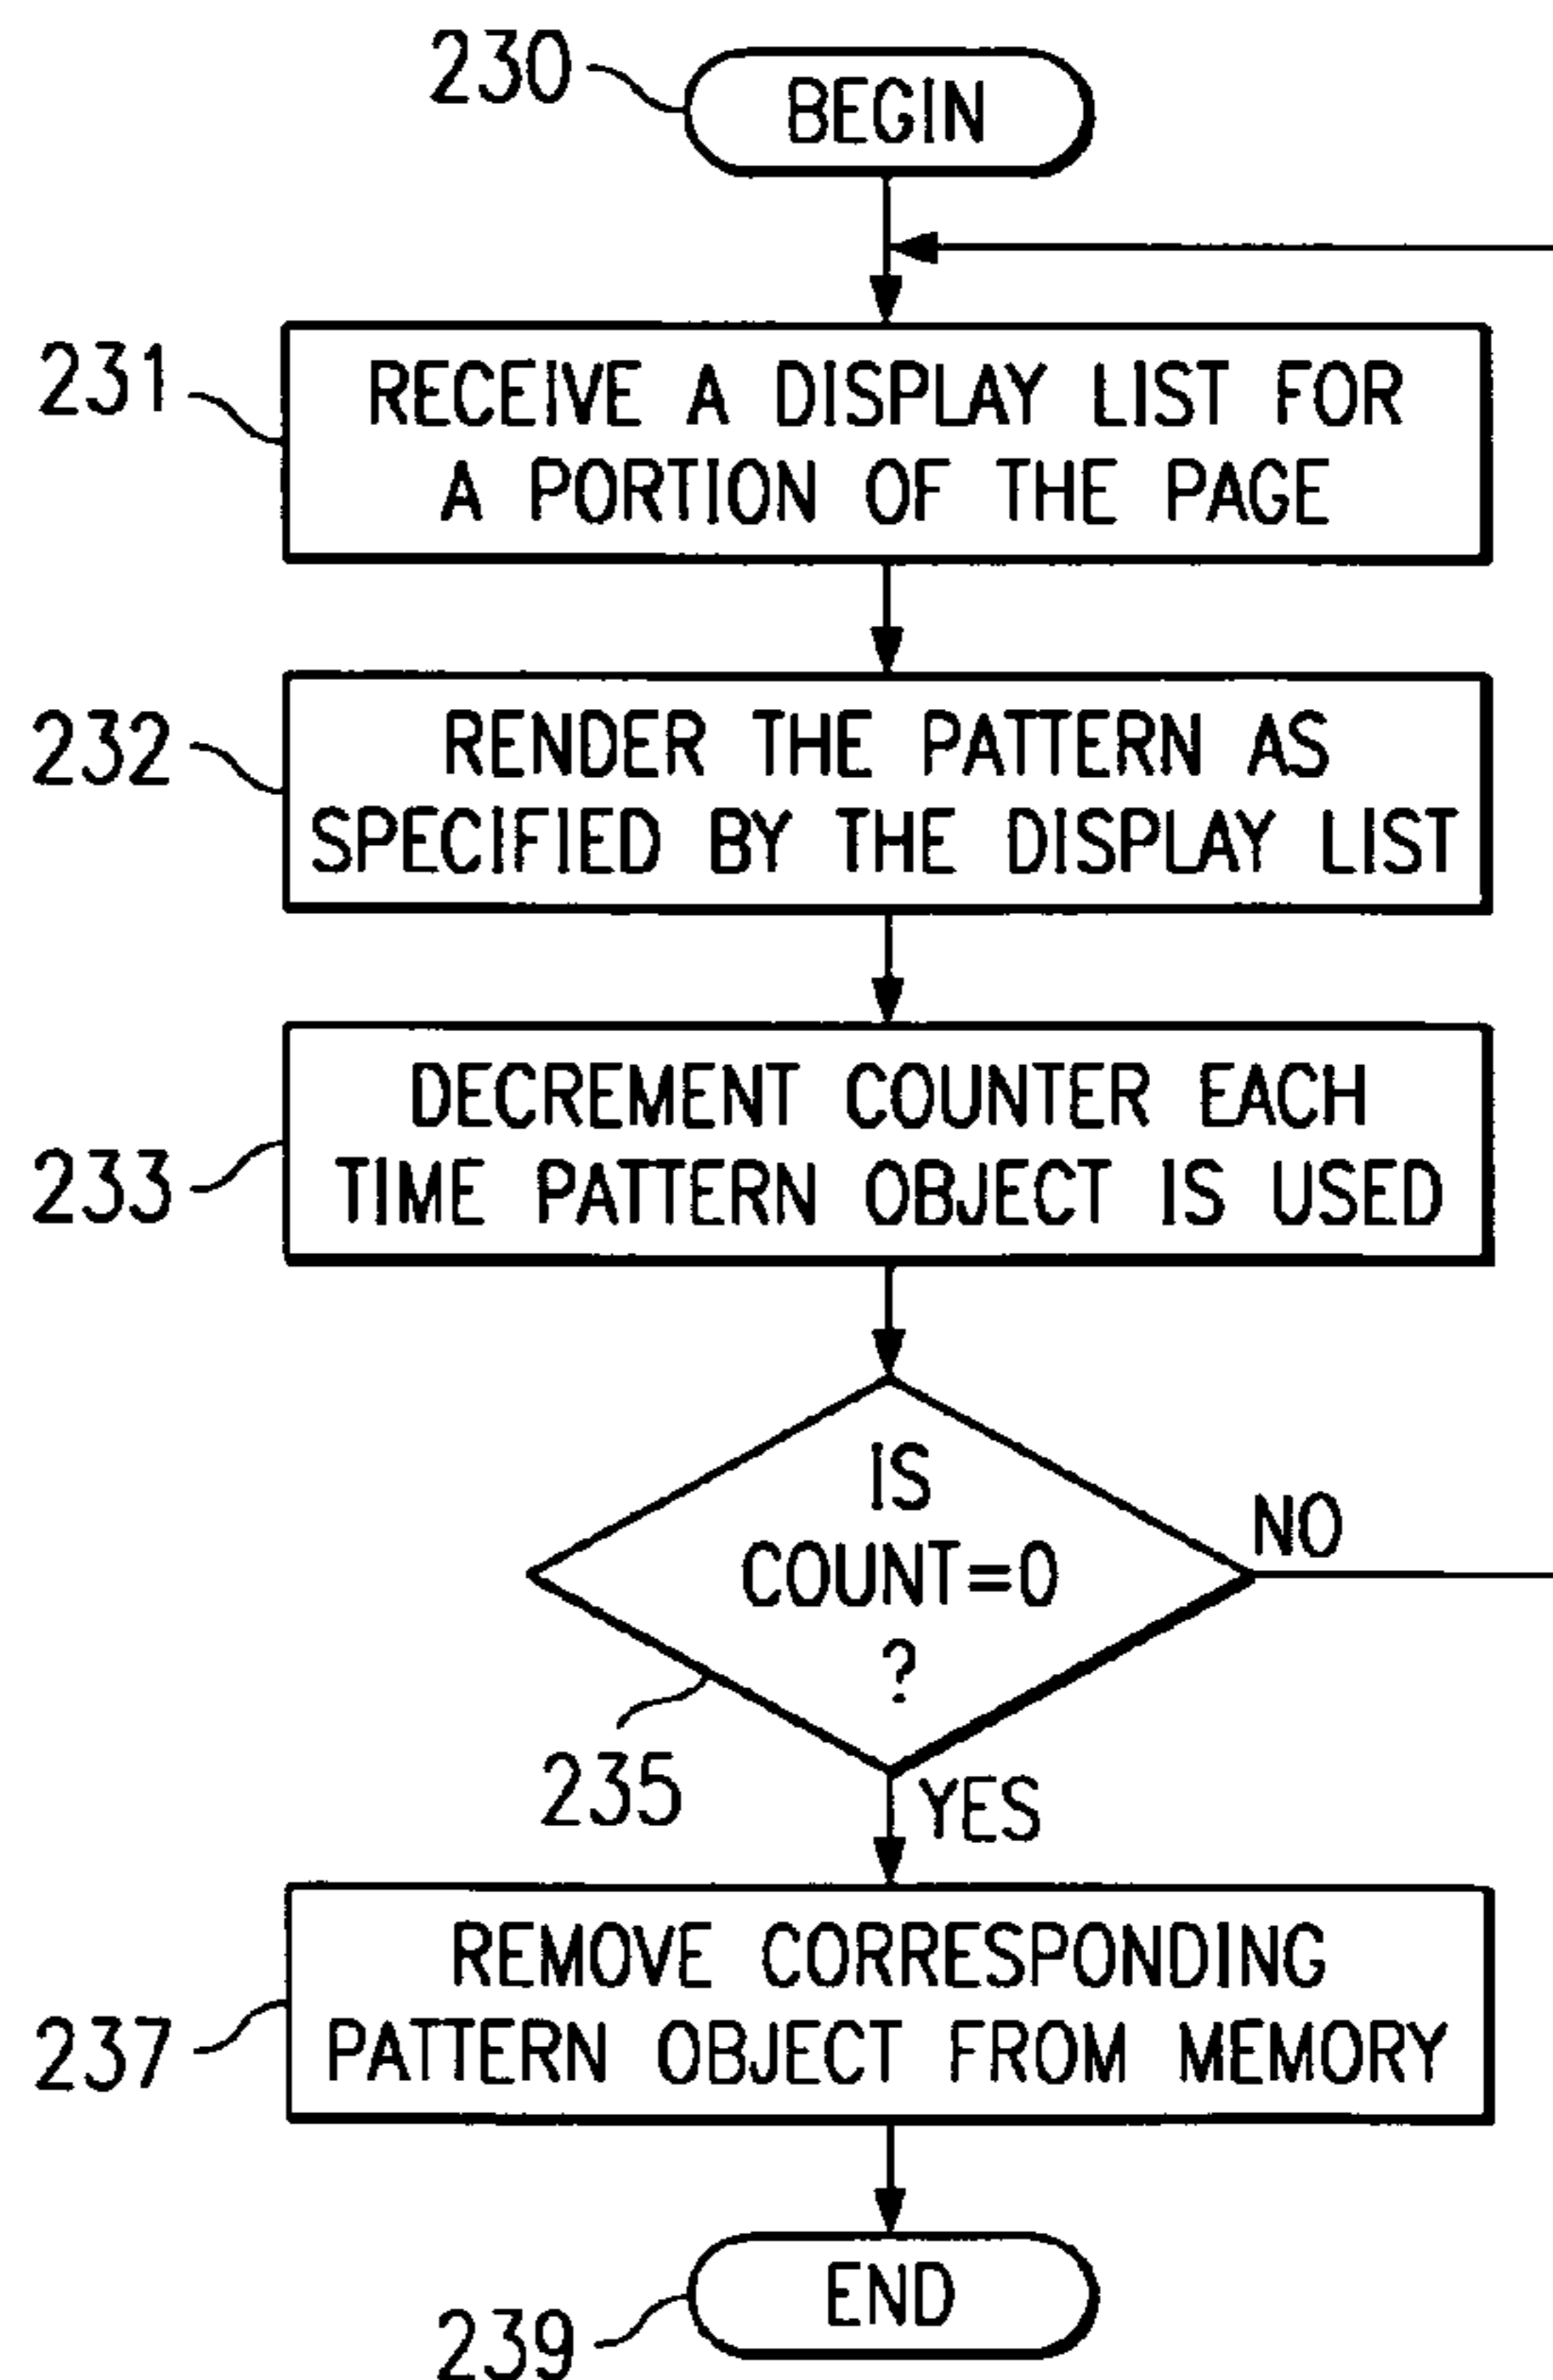 230
BEGIN
231
RECEIVE A DISPLAY LIST FOR
A PORTION OF THE PAGE
232
RENDER THE PATTERN AS
SPECIFIED BY THE DISPLAY LIST
233
DECREMENT COUNTER EACH
TIME PATTERN OBJECT IS USED
IS
COUNT=0
?
NO
235
YES
237
REMOVE CORRESPONDING
PATTERN OBJECT FROM MEMORY
END
239